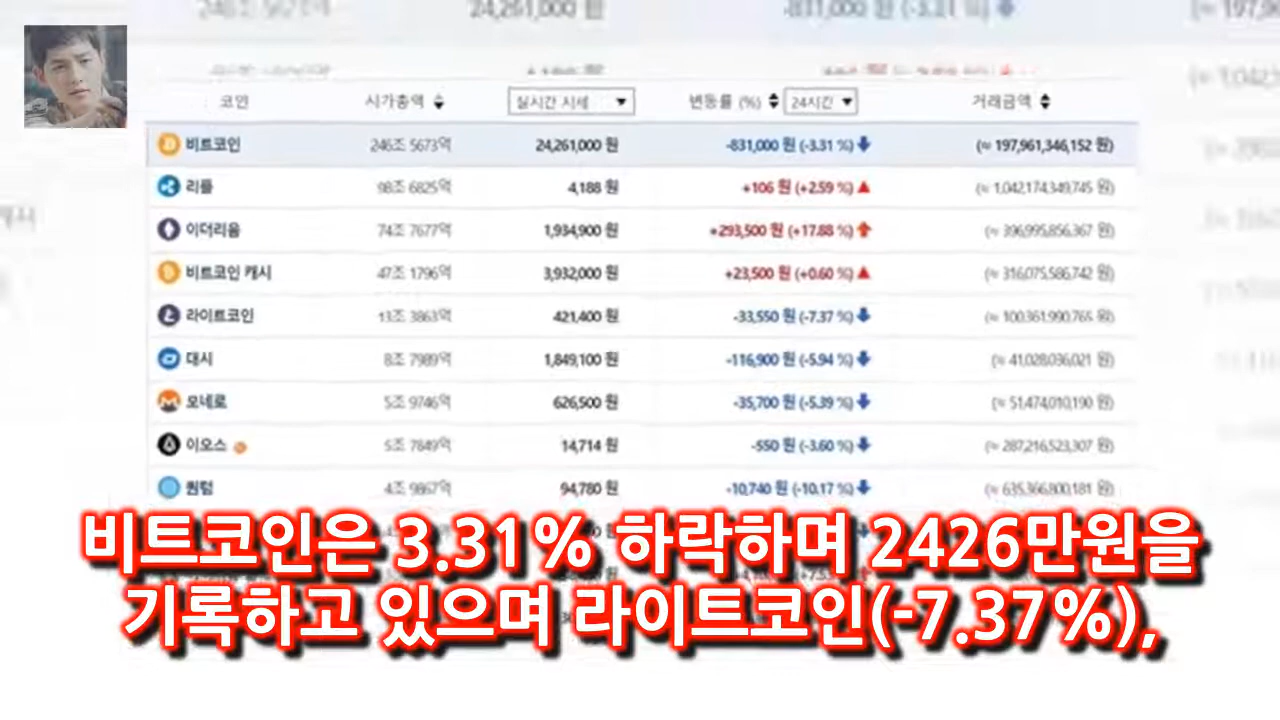 24,261,000 원
-831,000 원 (-3.31 %)
코인 시가총액 실시간 시세 변동률 (%) 24시간 거래금액
비트코인 246조 5673억 24,261,000 원 -831,000 원 (-3.31 %) (≈ 197,961,346,152 원)
리플 98조 6825억 4,188 원 +106 원 (+2.59 %) (≈ 1,042,174,349,745 원)
이더리움 74조 7677억 1,934,900 원 +293,500 원 (+17.88 %) (≈ 396,995,856,367 원)
비트코인 캐시 47조 1796억 3,932,000 원 +23,500 원 (+0.60 %) (≈ 316,075,586,742 원)
라이트코인 13조 3863억 421,400 원 -33,550 원 (-7.37 %) (≈ 100,361,990,765 원)
대시 8조 7989억 1,849,100 원 -116,900 원 (-5.94 %) (≈ 41,028,036,021 원)
모네로 5조 9746억 626,500 원 -35,700 원 (-5.39 %) (≈ 51,474,010,190 원)
이오스 5조 7849억 14,714 원 -550 원 (-3.60 %) (≈ 287,216,523,307 원)
퀀텀 4조 9867억 94,780 원 -10,740 원 (-10.17 %) (≈ 635,366,800,181 원)
비트코인은 3.31% 하락하며 2426만원을
기록하고 있으며 라이트코인(-7.37%),